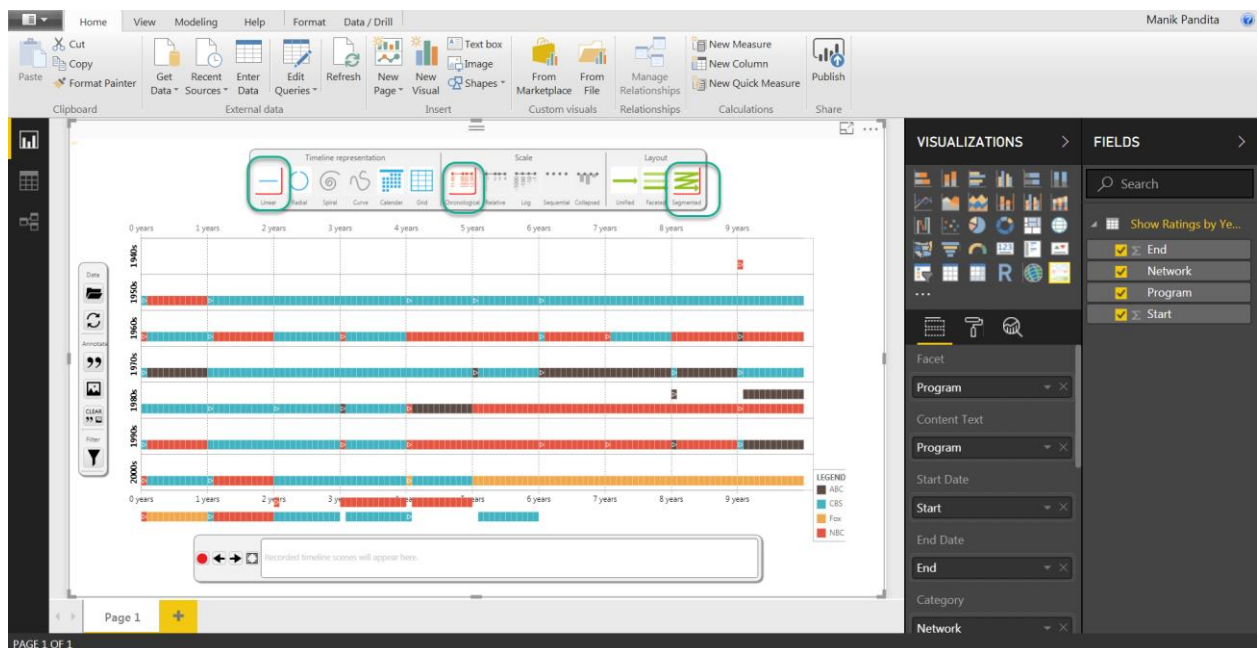 Home View Modeling Help Format Data / Drill Manik Pandita
Paste
Cut
Copy
Format Painter
Clipboard
Get Data
Recent Sources
Enter Data
Edit Queries
External data
Refresh
New Page
New Visual
Text box
Image
Shapes
Insert
From Marketplace
From File
Custom visuals
Manage Relationships
Relationships
New Measure
New Column
New Quick Measure
Calculations
Publish
Share
Timeline representation Scale Layout
Linear Radial Spiral Curve Calendar Grid Chronological Relative Log Sequential Collapsed Unified Faceted Segmented
0 years 1 years 2 years 3 years 4 years 5 years 6 years 7 years 8 years 9 years
1940s
1950s
1960s
1970s
1980s
1990s
2000s
0 years 1 years 2 years 6 years 7 years 8 years 9 years
Data
Annotate
CLEAR
Filter
LEGEND
ABC
CBS
Fox
NBC
Recorded timeline scenes will appear here.
Page 1
PAGE 1 OF 1
VISUALIZATIONS
123
R
Facet
Program
Content Text
Program
Start Date
Start
End Date
End
Category
Network
FIELDS
Search
Show Ratings by Ye...
Σ End
Network
Program
Σ Start